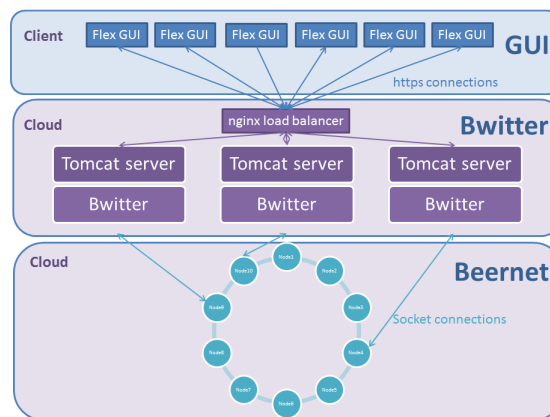 Client
Flex GUI Flex GUI Flex GUI Flex GUI Flex GUI Flex GUI
GUI
https connections
Cloud
nginx load balancer
Bwitter
Tomcat server Tomcat server Tomcat server
Bwitter Bwitter Bwitter
Cloud
Beernet
Node1
Node10 Node2
Node9 Node3
Socket connections
Node8 Node4
Node7 Node5
Node6